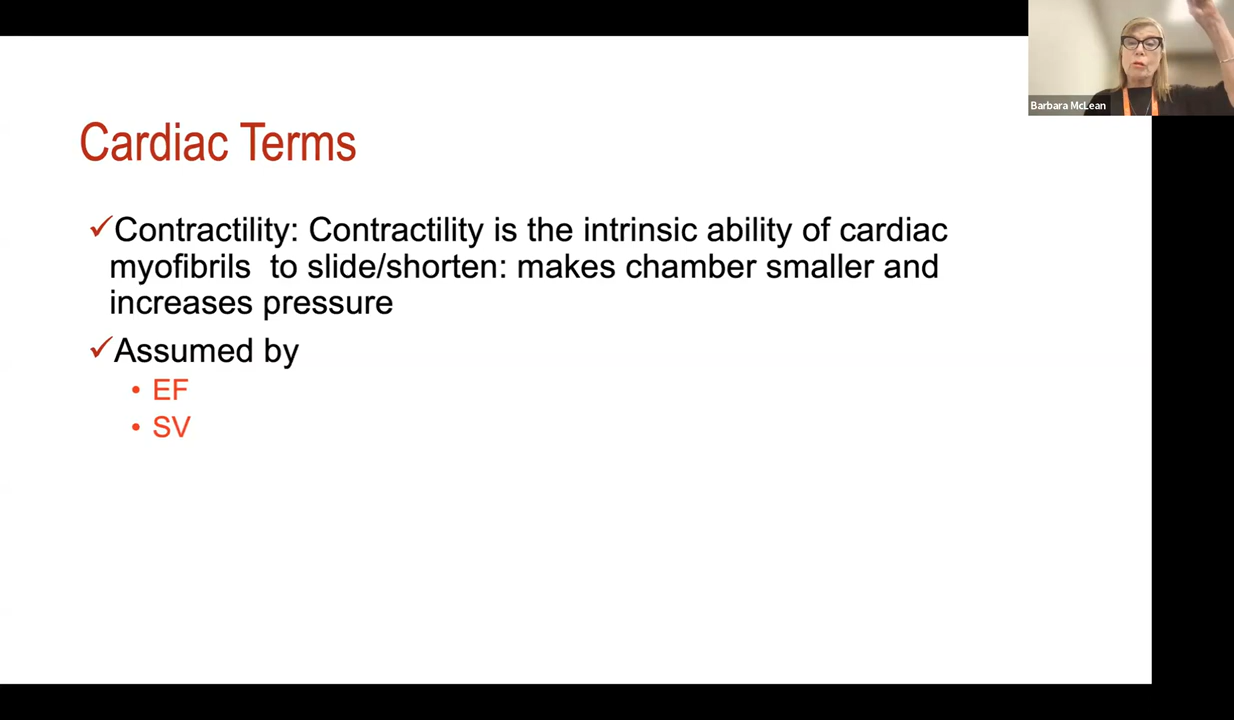 Barbara McLean
Cardiac Terms
✓Contractility: Contractility is the intrinsic ability of cardiac
myofibrils  to slide/shorten: makes chamber smaller and
increases pressure
✓Assumed by
• EF
• SV